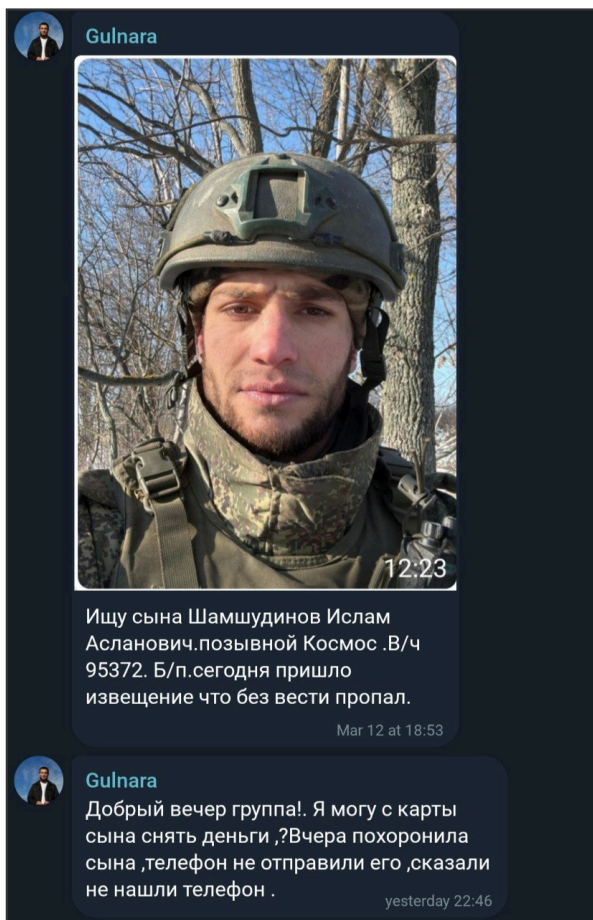 Gulnara
12:23
Ищу сына Шамшудинов Ислам
Асланович.позывной Космос .В/ч
95372. Б/п.сегодня пришло
извещение что без вести пропал.
Mar 12 at 18:53
Gulnara
Добрый вечер группа!. Я могу с карты
сына снять деньги ,?Вчера похоронила
сына ,телефон не отправили его ,сказали
не нашли телефон .
yesterday 22:46